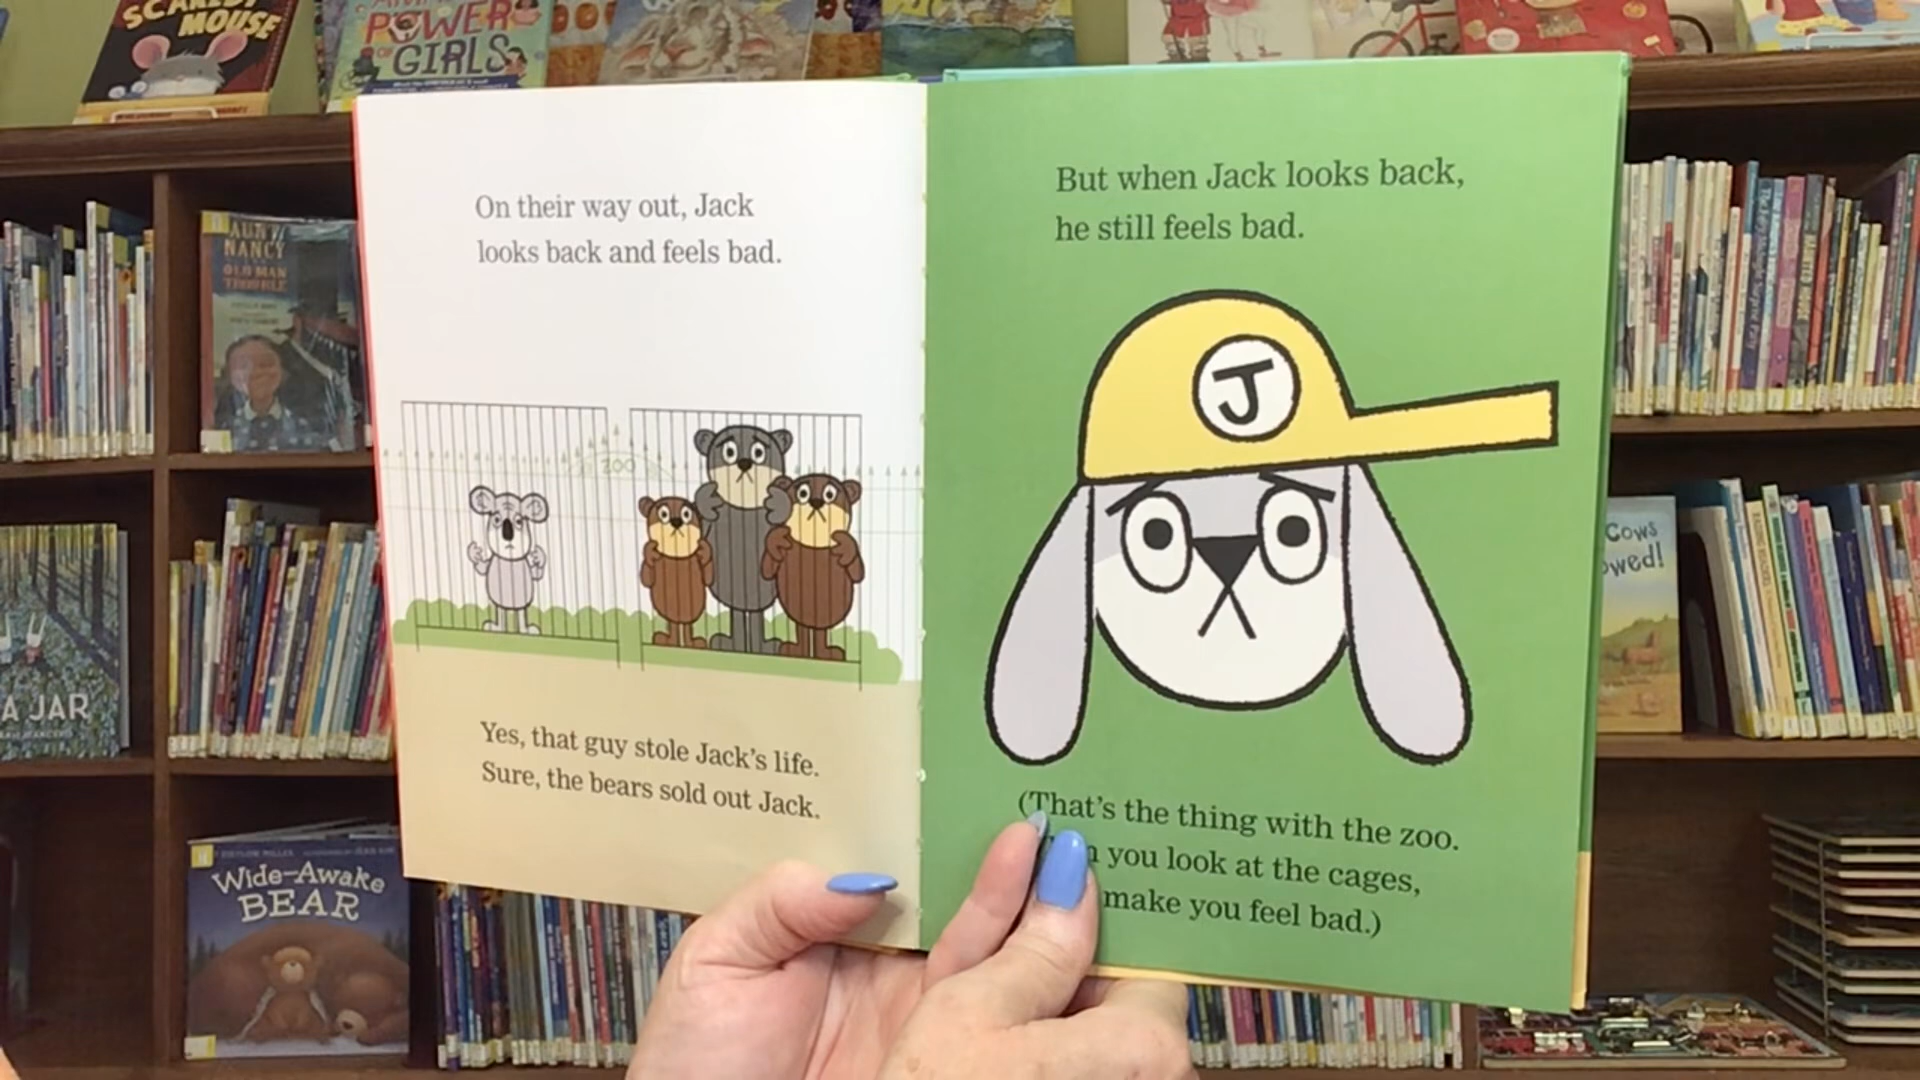 SCAREDY
MOUSE
POWER
OF
GIRLS
AUNT
NANCY
AND
OLD MAN
TROUBLE
A JAR
Wide-Awake
BEAR
Cows
owed!
On their way out, Jack
looks back and feels bad.
ZOO
Yes, that guy stole Jack's life.
Sure, the bears sold out Jack.
But when Jack looks back,
he still feels bad.
J
(That's the thing with the zoo.
you look at the cages,
make you feel bad.)